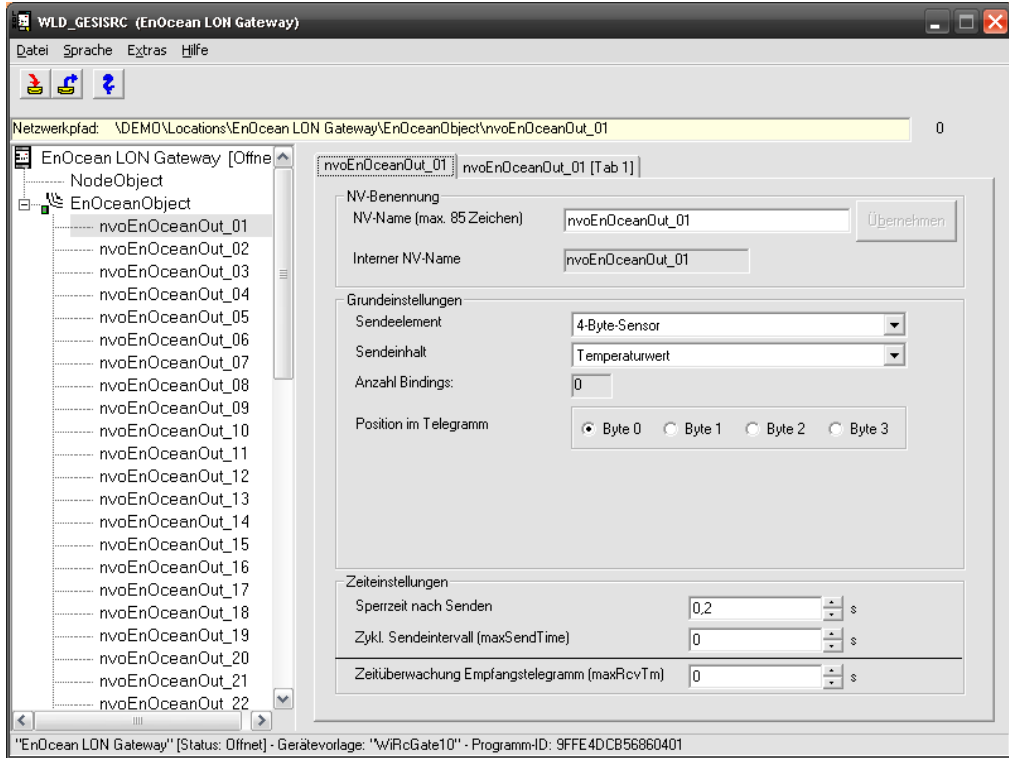 WLD_GESISRC (EnOcean LON Gateway)
Datei Sprache Extras Hilfe
Netzwerkpfad: \DEMO\Locations\EnOcean LON Gateway\EnOceanObject\nvoEnOceanOut_01 0
EnOcean LON Gateway [Offne
NodeObject
EnOceanObject
nvoEnOceanOut_01
nvoEnOceanOut_02
nvoEnOceanOut_03
nvoEnOceanOut_04
nvoEnOceanOut_05
nvoEnOceanOut_06
nvoEnOceanOut_07
nvoEnOceanOut_08
nvoEnOceanOut_09
nvoEnOceanOut_10
nvoEnOceanOut_11
nvoEnOceanOut_12
nvoEnOceanOut_13
nvoEnOceanOut_14
nvoEnOceanOut_15
nvoEnOceanOut_16
nvoEnOceanOut_17
nvoEnOceanOut_18
nvoEnOceanOut_19
nvoEnOceanOut_20
nvoEnOceanOut_21
nvoEnOceanOut_22
nvoEnOceanOut_01 nvoEnOceanOut_01 [Tab 1]
NV-Benennung
NV-Name (max. 85 Zeichen) nvoEnOceanOut_01 Übernehmen
Interner NV-Name nvoEnOceanOut_01
Grundeinstellungen
Sendeelement 4-Byte-Sensor
Sendeinhalt Temperaturwert
Anzahl Bindings: 0
Position im Telegramm Byte 0 Byte 1 Byte 2 Byte 3
Zeiteinstellungen
Sperrzeit nach Senden 0,2 s
Zykl. Sendeintervall (maxSendTime) 0 s
Zeitüberwachung Empfangstelegramm (maxRcvTm) 0 s
"EnOcean LON Gateway" [Status: Offnet] - Gerätevorlage: "WiRcGate10" - Programm-ID: 9FFE4DCB56860401